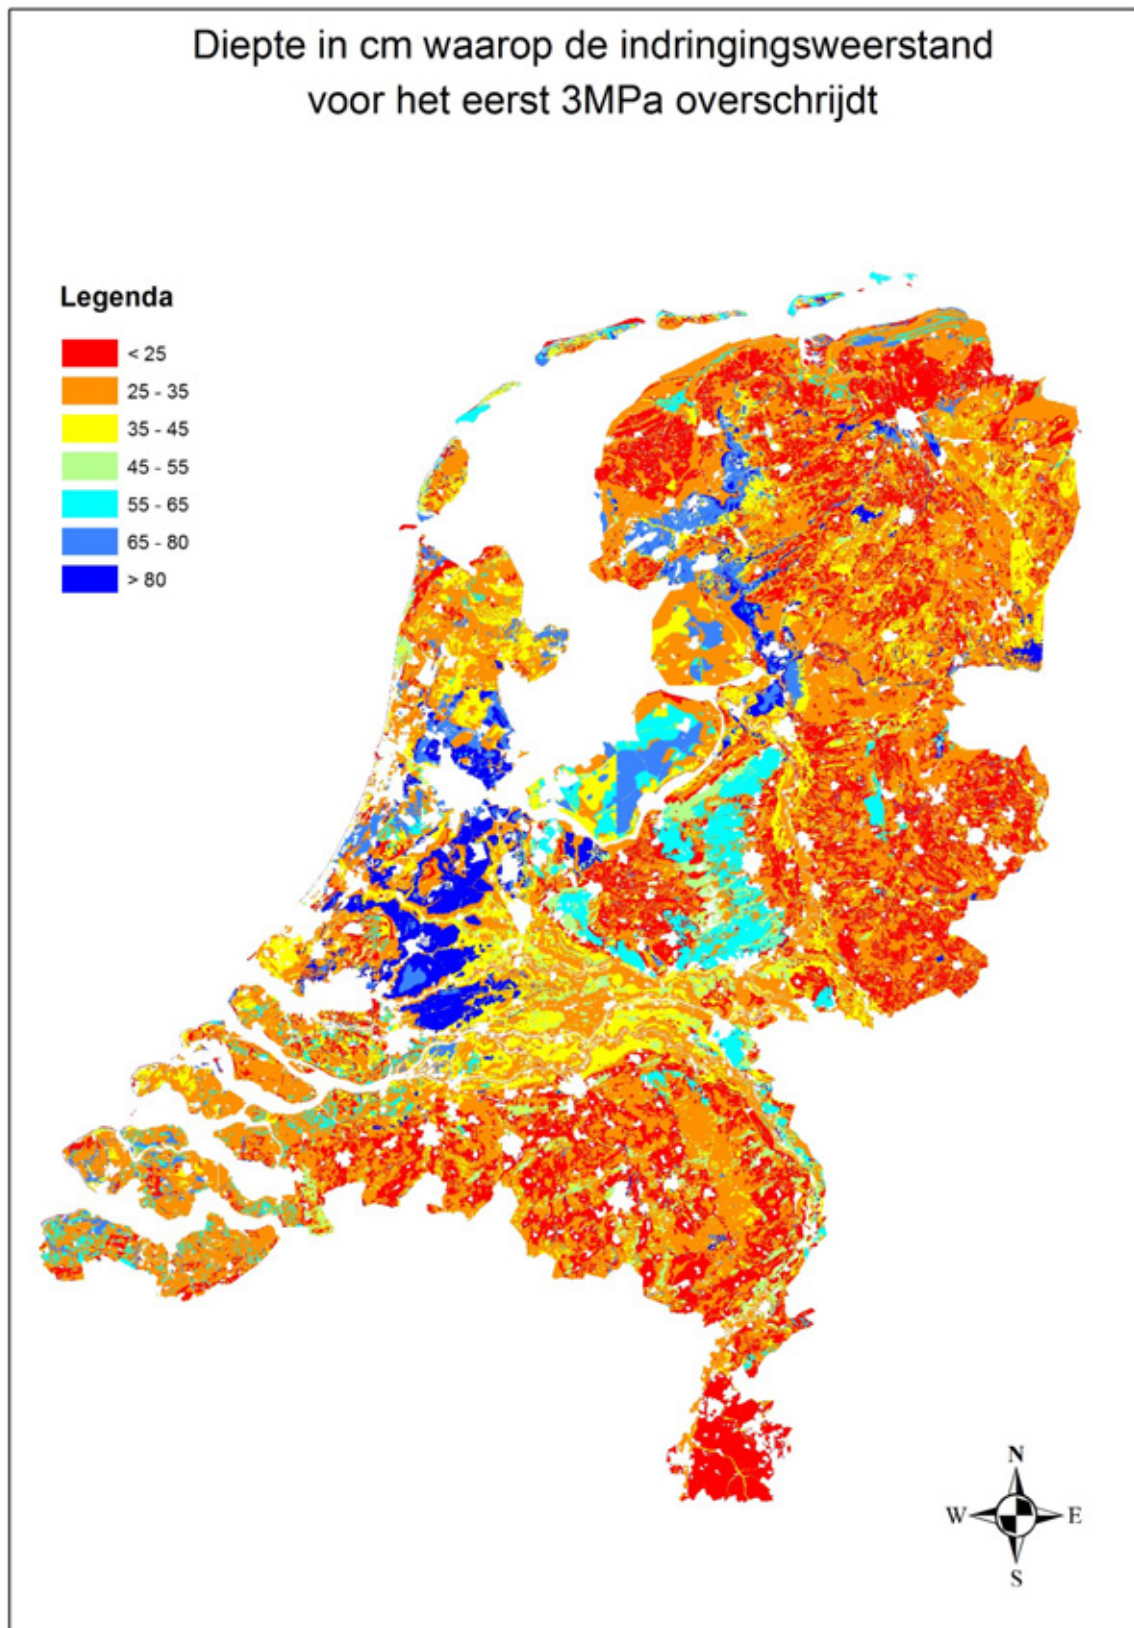 Diepte in cm waarop de indringingsweerstand
voor het eerst 3MPa overschrijdt
Legenda
< 25
25 - 35
35 - 45
45 - 55
55 - 65
65 - 80
> 80
N
W
E
S